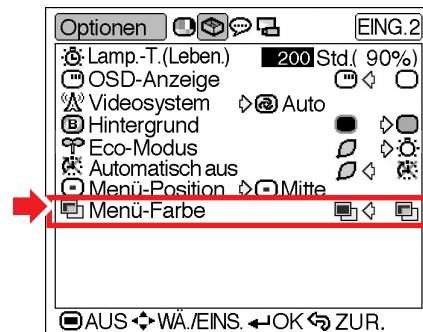 Optionen EING.2
Lamp.-T.(Leben.) 200 Std.( 90%)
OSD-Anzeige
Videosystem Auto
B Hintergrund
Eco-Modus
Automatisch aus
Menü-Position Mitte
Menü-Farbe
AUS WÄ./EINS. OK ZUR.